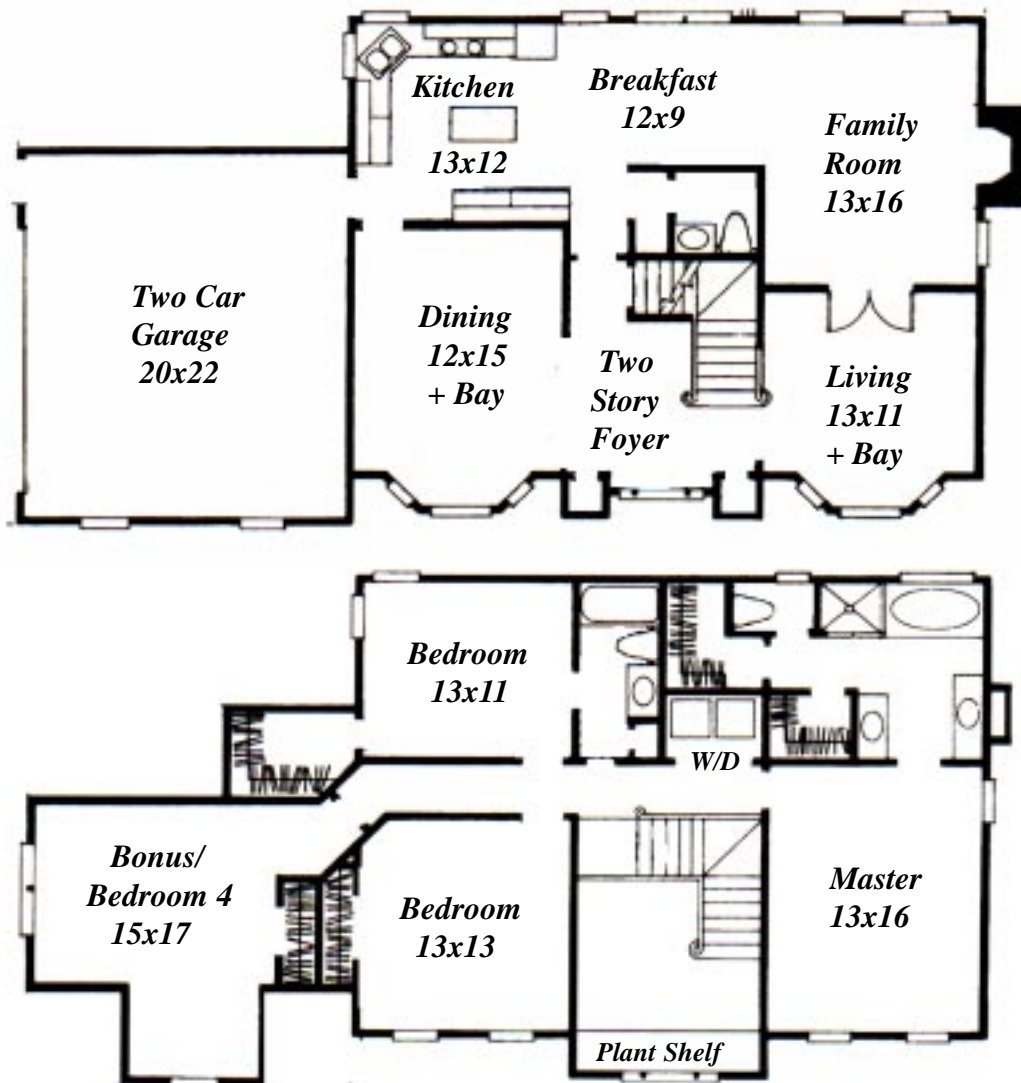 Kitchen
13x12
Breakfast
12x9
Family
Room
13x16
Two Car
Garage
20x22
Dining
12x15
+ Bay
Two
Story
Foyer
Living
13x11
+ Bay
Bedroom
13x11
W/D
Bonus/
Bedroom 4
15x17
Bedroom
13x13
Master
13x16
Plant Shelf